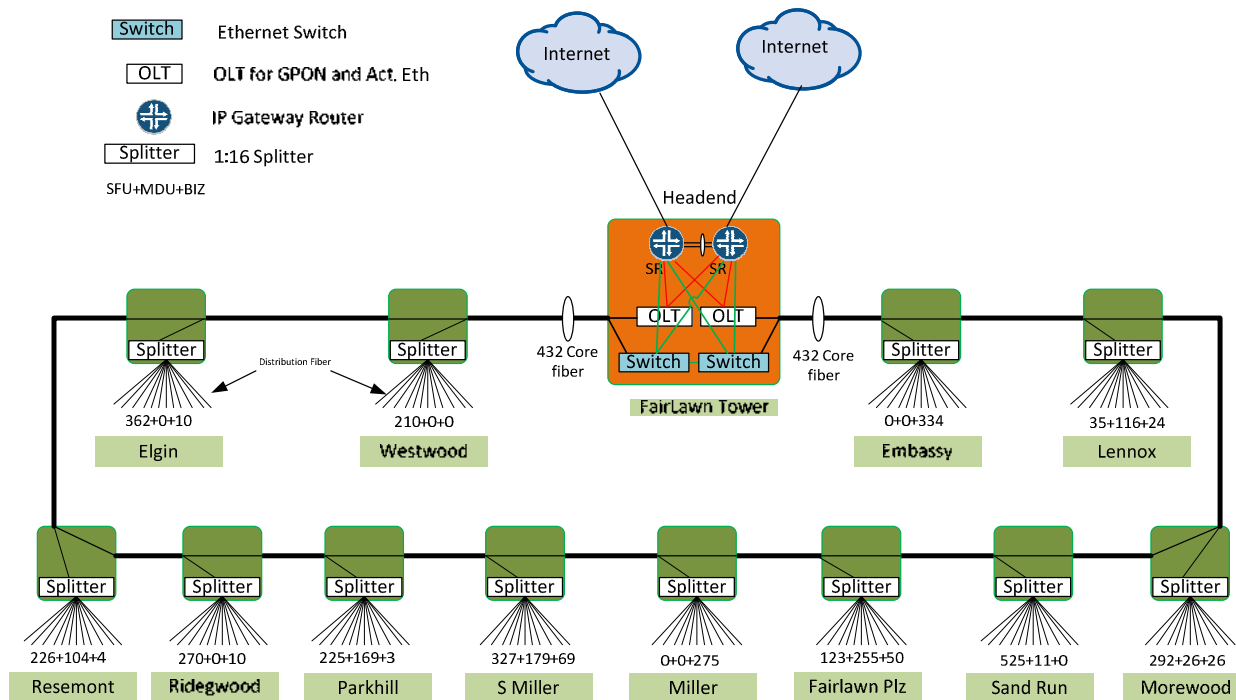 Switch
Ethernet Switch
OLT
OLT for GPON and Act. Eth
IP Gateway Router
Splitter
1:16 Splitter
SFU+MDU+BIZ
Internet
Internet
Headend
SR
SR
OLT
OLT
Switch
Switch
FairLawn Tower
432 Core
fiber
432 Core
fiber
Splitter
Splitter
Splitter
Splitter
Distribution Fiber
362+0+10
210+0+0
0+0+334
35+116+24
Elgin
Westwood
Embassy
Lennox
Splitter
Splitter
Splitter
Splitter
Splitter
Splitter
Splitter
Splitter
226+104+4
270+0+10
225+169+3
327+179+69
0+0+275
123+255+50
525+11+0
292+26+26
Resemont
Ridegwood
Parkhill
S Miller
Miller
Fairlawn Plz
Sand Run
Morewood